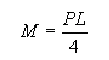 M = PL/4